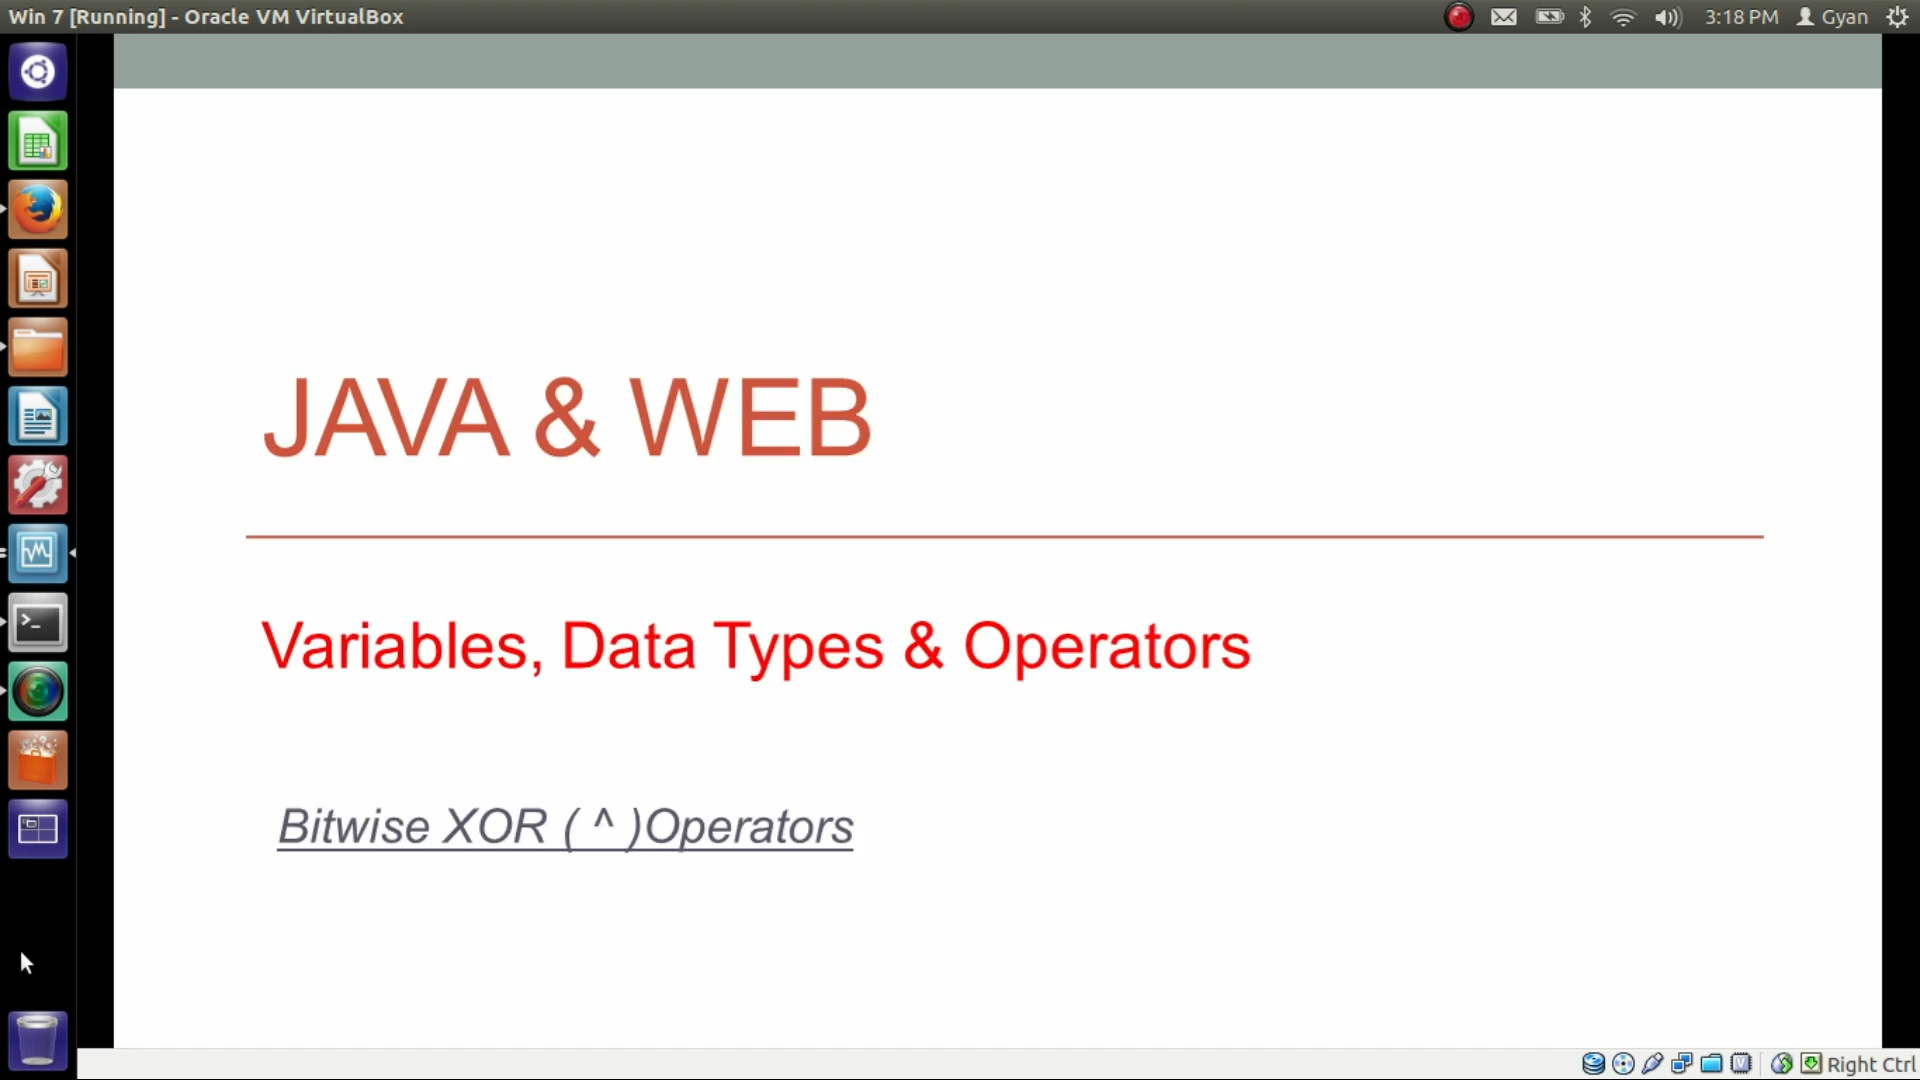 Win 7 [Running] - Oracle VM VirtualBox
3:18 PM Gyan
JAVA & WEB
Variables, Data Types & Operators
Bitwise XOR ( ^ )Operators
Right Ctrl